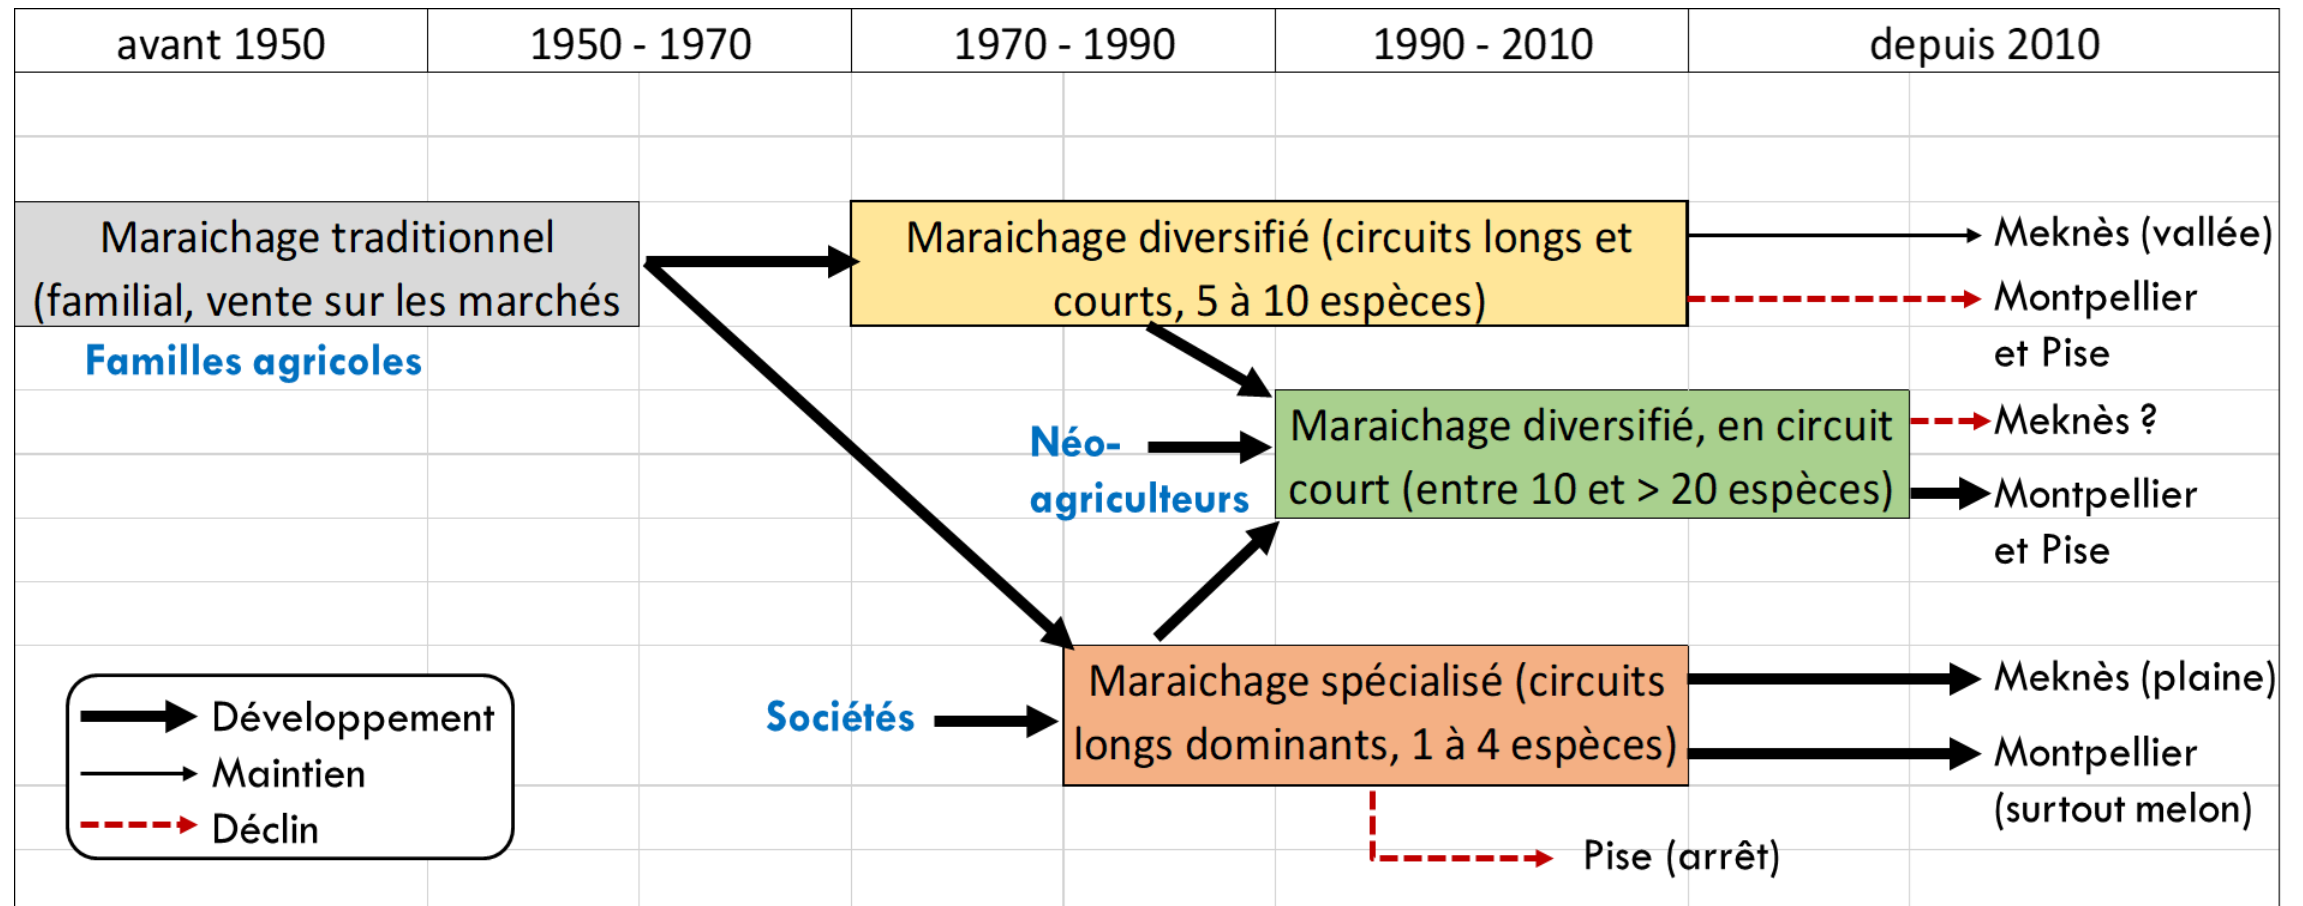 avant 1950
1950 - 1970
1970 - 1990
1990 - 2010
depuis 2010
Maraichage traditionnel
(familial, vente sur les marchés
Familles agricoles
Maraichage diversifié (circuits longs et
courts, 5 à 10 espèces)
Meknès (vallée)
Montpellier
et Pise
Néo-
agriculteurs
Maraichage diversifié, en circuit
court (entre 10 et > 20 espèces)
Meknès ?
Montpellier
et Pise
Sociétés
Maraichage spécialisé (circuits
longs dominants, 1 à 4 espèces)
Meknès (plaine)
Montpellier
(surtout melon)
Pise (arrêt)
Développement
Maintien
Déclin